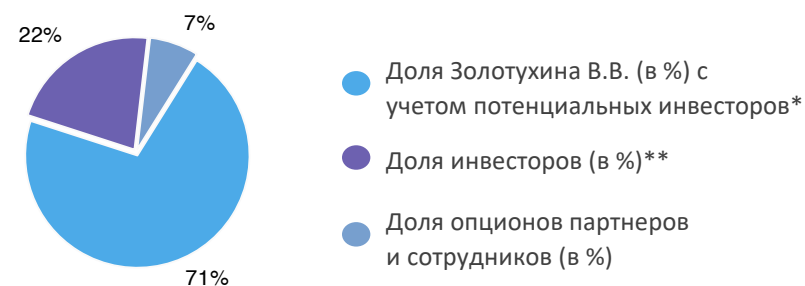 7%
22%
71%
Доля Золотухина В.В. (в %) с
учетом потенциальных инвесторов*
Доля инвесторов (в %)**
Доля опционов партнеров
и сотрудников (в %)